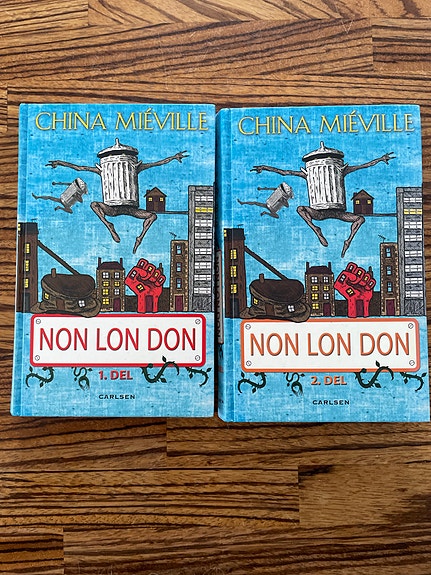 CHINA MIÉVILLE
NON LON DON
1. DEL
CARLSEN
CHINA MIÉVILLE
NON LON DON
2. DEL
CARLSEN